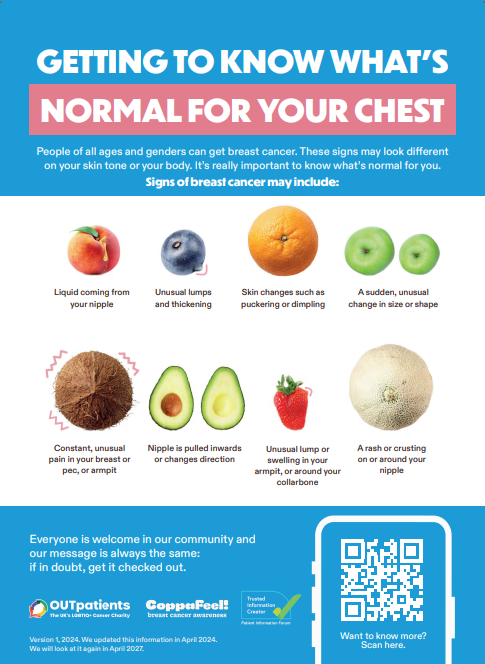 GETTING TO KNOW WHAT'S
NORMAL FOR YOUR CHEST
People of all ages and genders can get breast cancer. These signs may look different
on your skin tone or your body. It's really important to know what's normal for you.
Signs of breast cancer may include:
Liquid coming from
your nipple
Unusual lumps
and thickening
Skin changes such as
puckering or dimpling
A sudden, unusual
change in size or shape
Constant, unusual
pain in your breast or
pec, or armpit
Nipple is pulled inwards
or changes direction
Unusual lump or
swelling in your
armpit, or around your
collarbone
A rash or crusting
on or around your
nipple
Everyone is welcome in our community and
our message is always the same:
if in doubt, get it checked out.
OUTpatients
The UK's LGBTIQ+ Cancer Charity
CoppaFeel!
breast cancer awareness
Trusted
Information
Creator
Patient Information Forum
Version 1, 2024. We updated this information in April 2024.
We will look at it again in April 2027.
Want to know more?
Scan here.